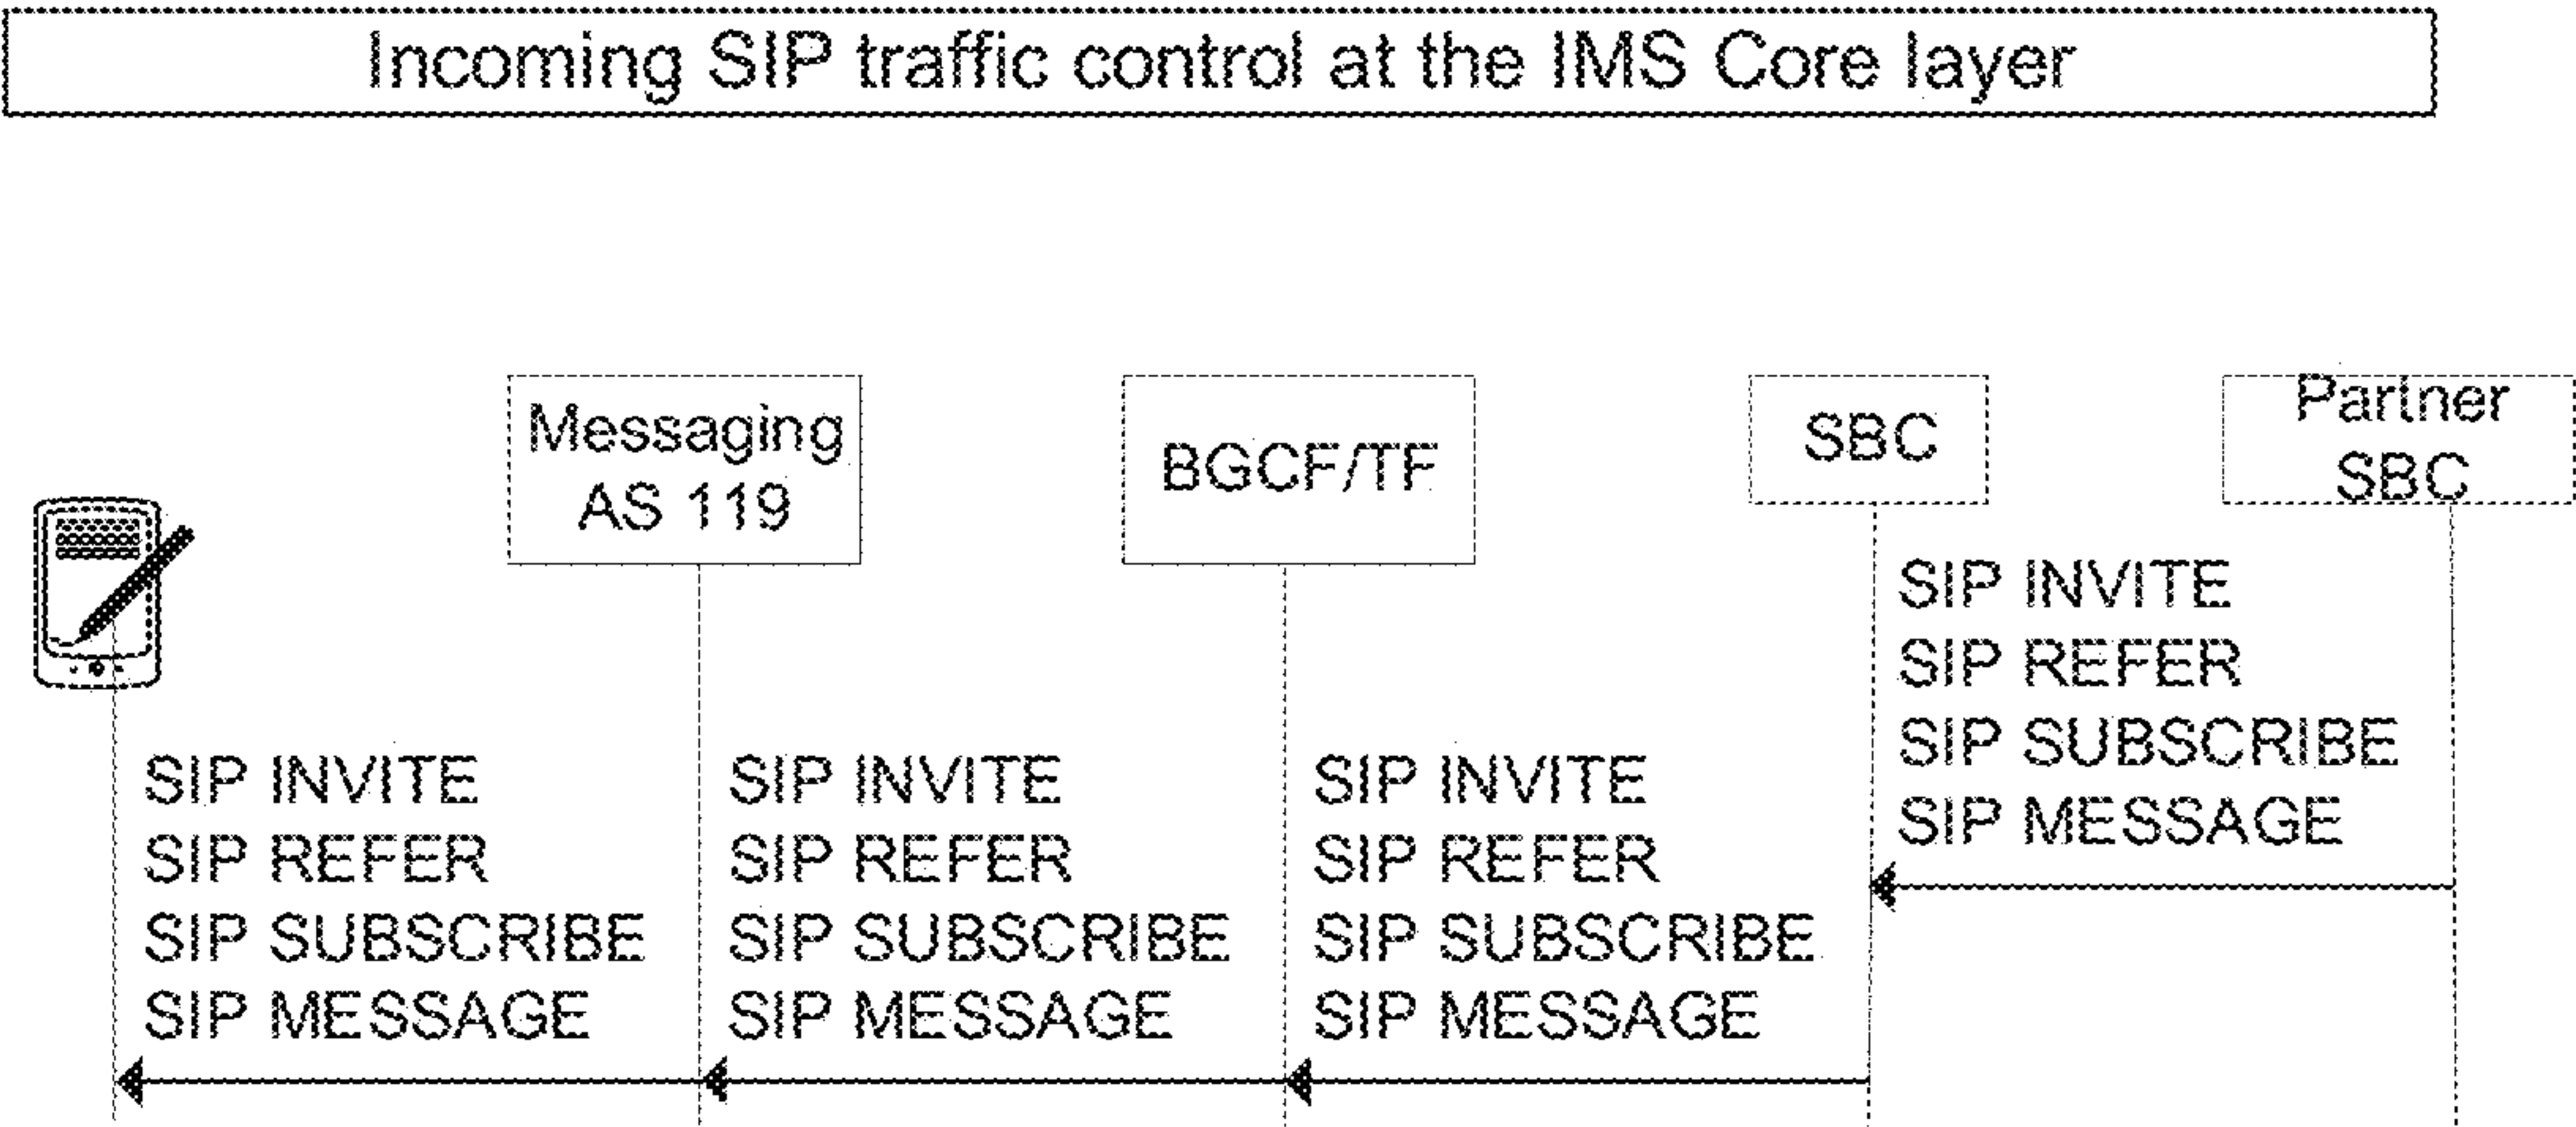 Incoming SIP traffic control at the IMS Core layer
Messaging
AS 119
BGCF/TF
SBC
Partner
SBC
SIP INVITE
SIP REFER
SIP SUBSCRIBE
SIP MESSAGE
SIP INVITE
SIP REFER
SIP SUBSCRIBE
SIP MESSAGE
SIP INVITE
SIP REFER
SIP SUBSCRIBE
SIP MESSAGE
SIP INVITE
SIP REFER
SIP SUBSCRIBE
SIP MESSAGE